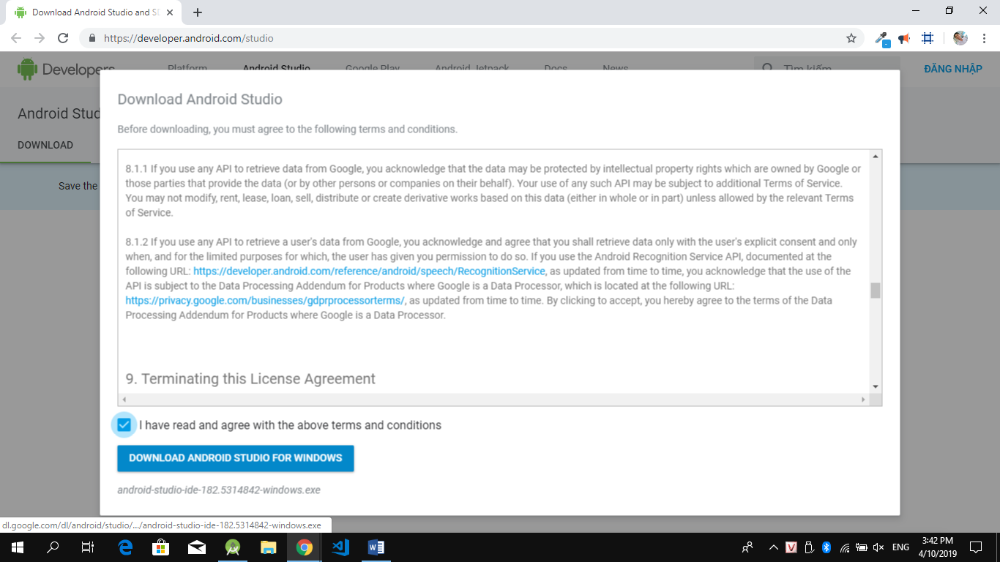 Download Android Studio and SD
https://developer.android.com/studio
Developers
Platform
Android Studio
Google Play
Android Jetpack
Docs
News
Tìm kiếm
ĐĂNG NHẬP
Android Stud
DOWNLOAD
Save the
Download Android Studio
Before downloading, you must agree to the following terms and conditions.
8.1.1 If you use any API to retrieve data from Google, you acknowledge that the data may be protected by intellectual property rights which are owned by Google or
those parties that provide the data (or by other persons or companies on their behalf). Your use of any such API may be subject to additional Terms of Service.
You may not modify, rent, lease, loan, sell, distribute or create derivative works based on this data (either in whole or in part) unless allowed by the relevant Terms
of Service.
8.1.2 If you use any API to retrieve a user's data from Google, you acknowledge and agree that you shall retrieve data only with the user's explicit consent and only
when, and for the limited purposes for which, the user has given you permission to do so. If you use the Android Recognition Service API, documented at the
following URL: https://developer.android.com/reference/android/speech/RecognitionService, as updated from time to time, you acknowledge that the use of the
API is subject to the Data Processing Addendum for Products where Google is a Data Processor, which is located at the following URL:
https://privacy.google.com/businesses/gdprprocessorterms/, as updated from time to time. By clicking to accept, you hereby agree to the terms of the Data
Processing Addendum for Products where Google is a Data Processor.
9. Terminating this License Agreement
I have read and agree with the above terms and conditions
DOWNLOAD ANDROID STUDIO FOR WINDOWS
android-studio-ide-182.5314842-windows.exe
dl.google.com/dl/android/studio/.../android-studio-ide-182.5314842-windows.exe
ENG
3:42 PM
4/10/2019